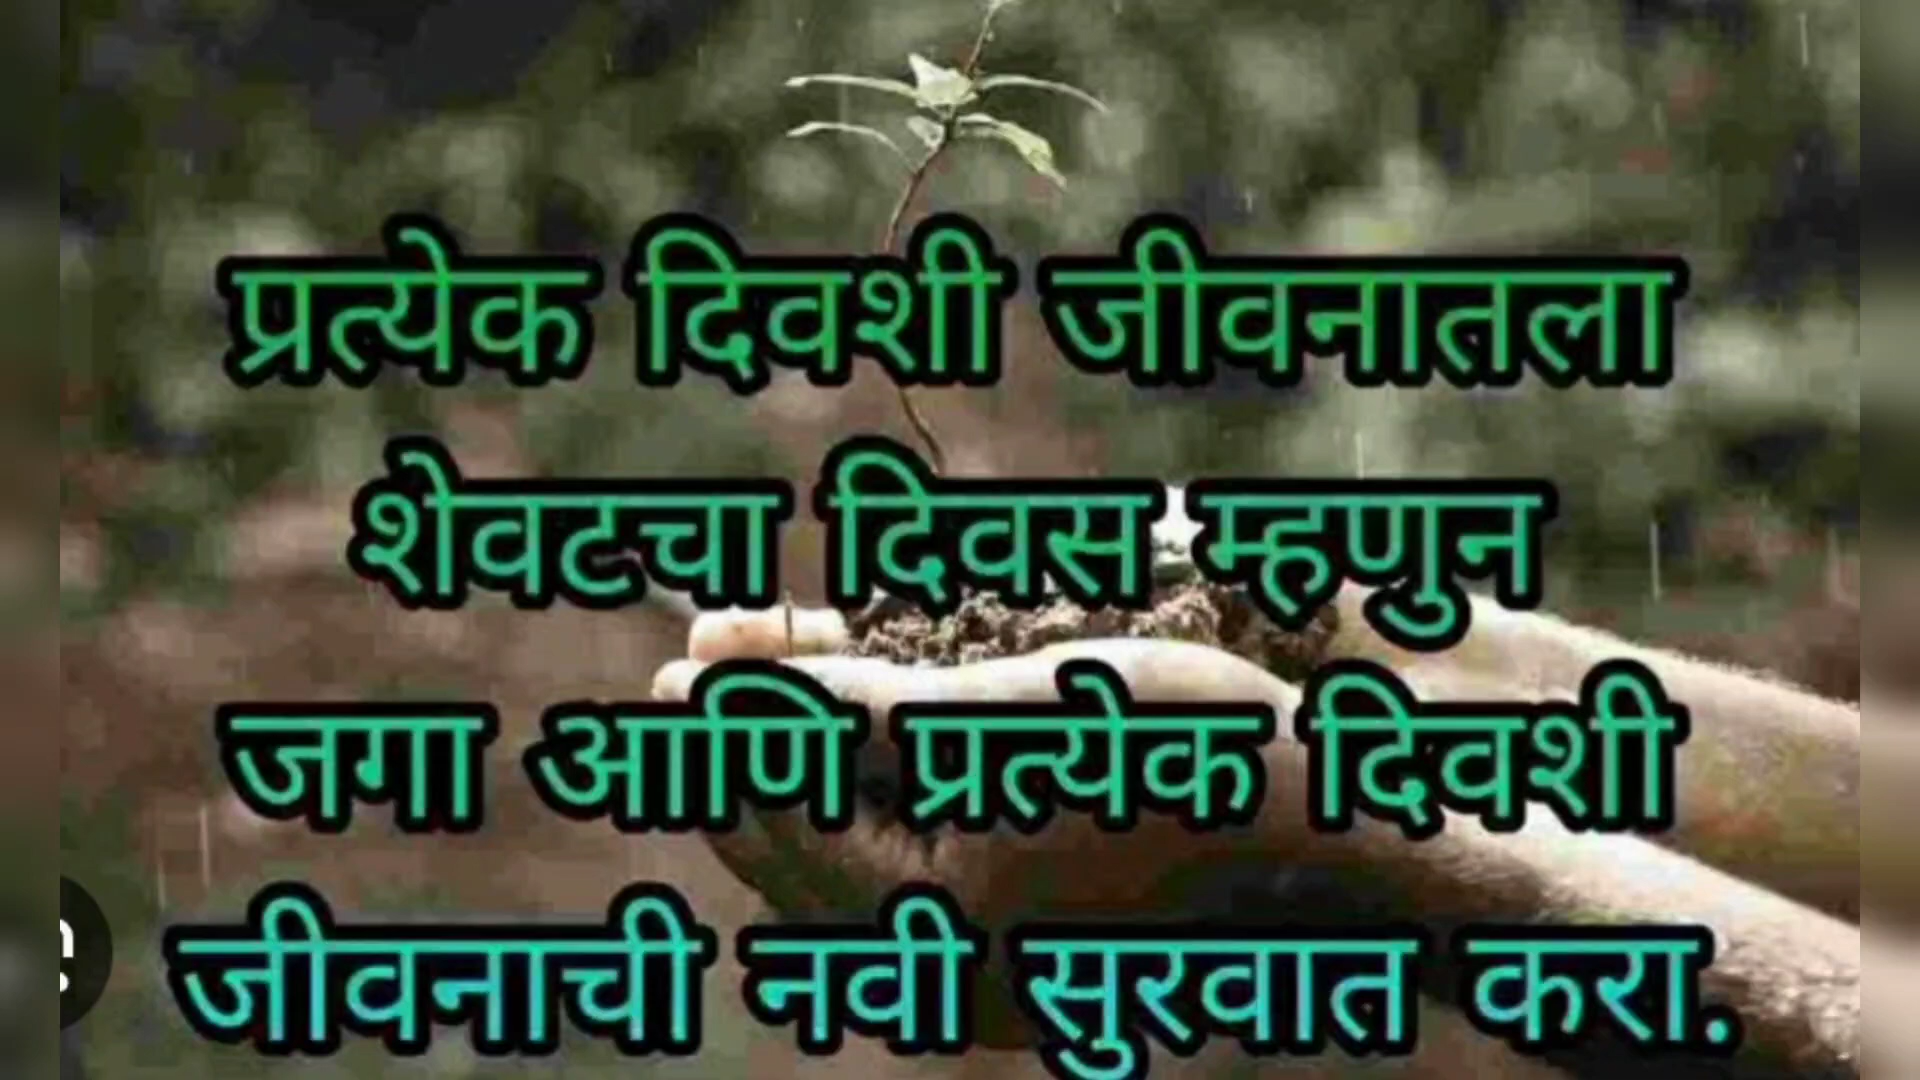 प्रत्येक दिवशी जीवनातला
शेवटचा दिवस म्हणुन
जगा आणि प्रत्येक दिवशी
जीवनाची नवी सुरवात करा.